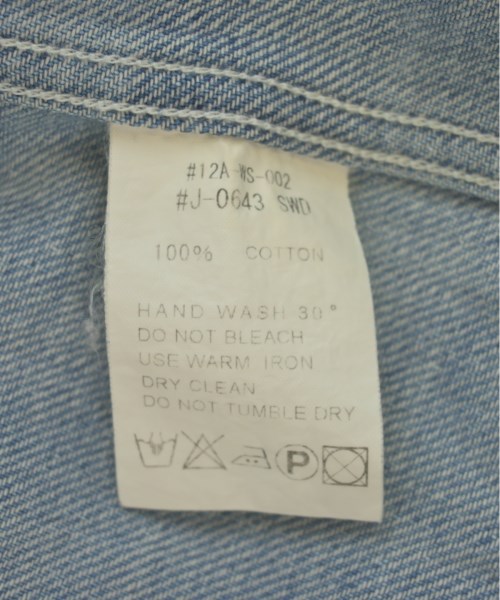 #12A-WS-002
#J-0643 SWD
100% COTTON
HAND WASH 30°
DO NOT BLEACH
USE WARM IRON
DRY CLEAN
DO NOT TUMBLE DRY
P